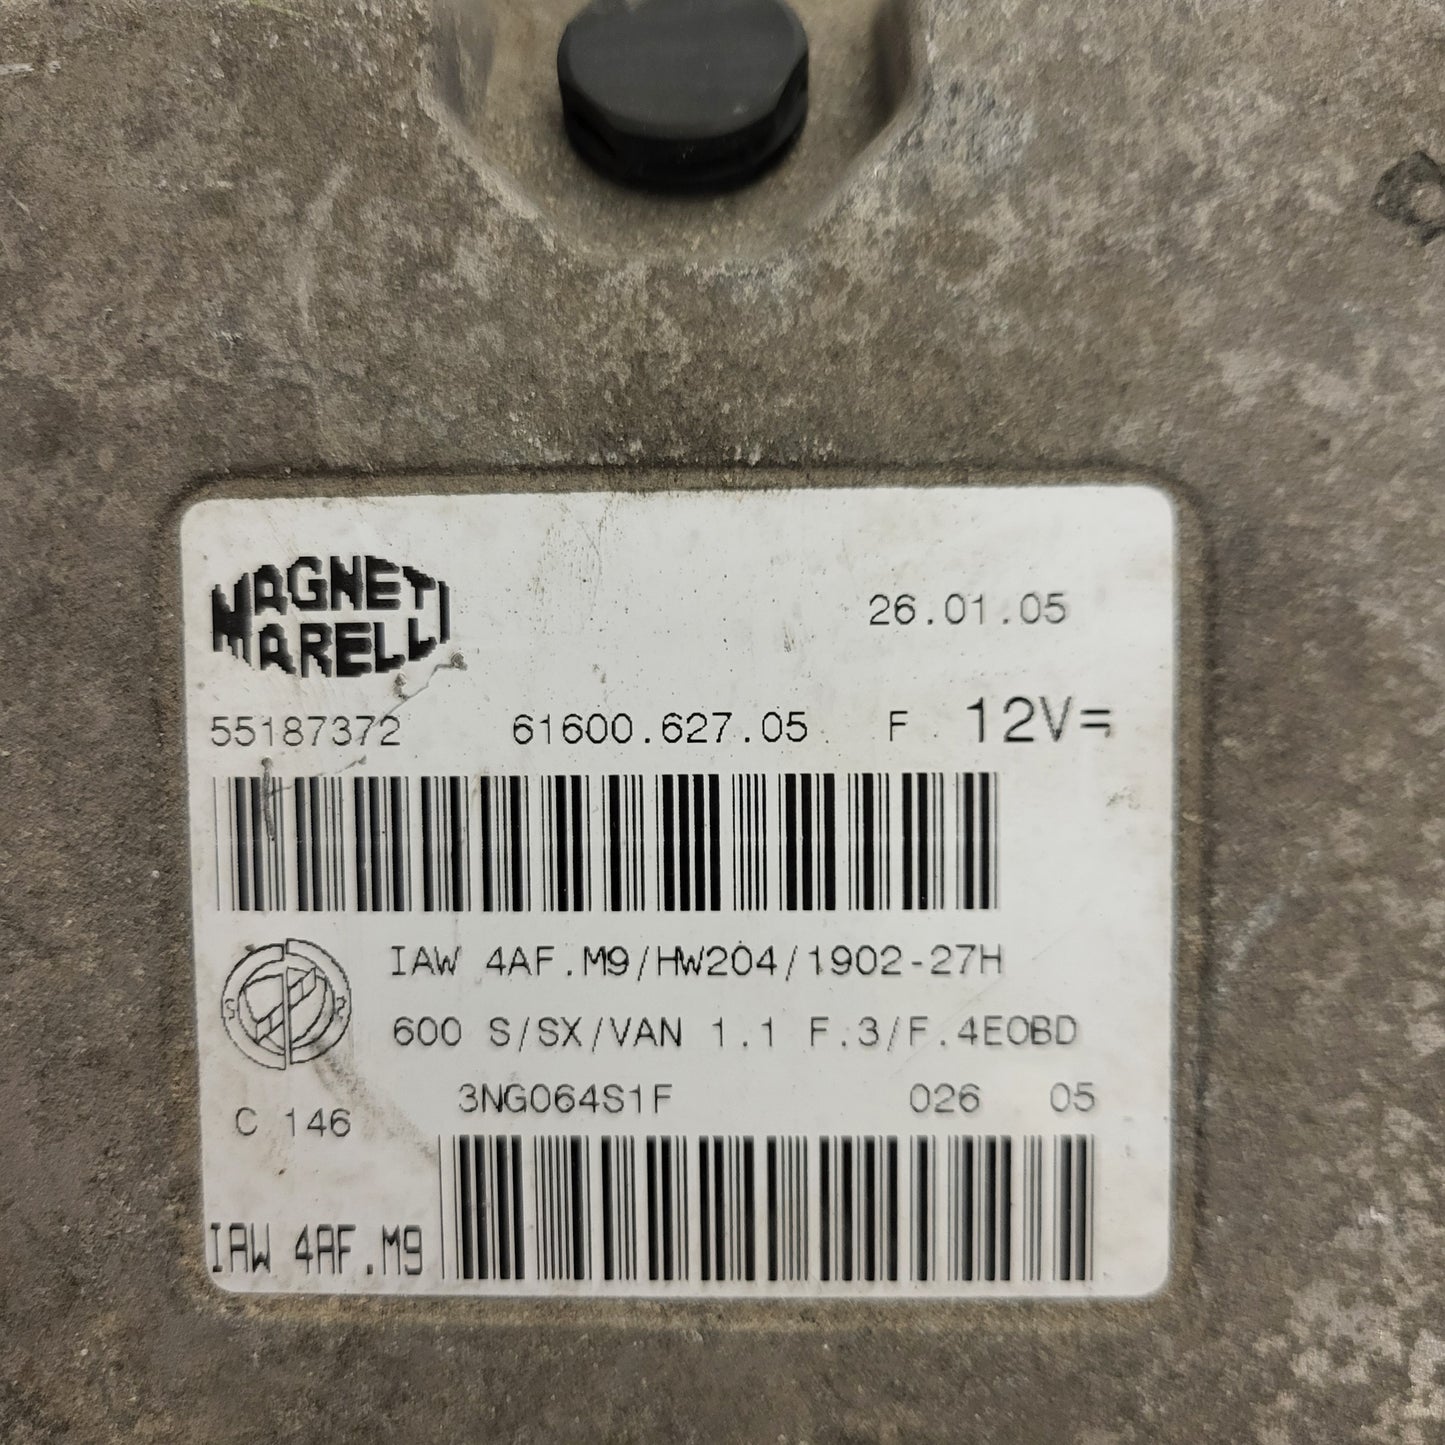 MAGNETI
MARELLI
26.01.05
55187372 61600.627.05 F 12V=
IAW 4AF.M9/HW204/1902-27H
600 S/SX/VAN 1.1 F.3/F.4EOBD
3NG064S1F 026 05
C 146
IAW 4AF.M9